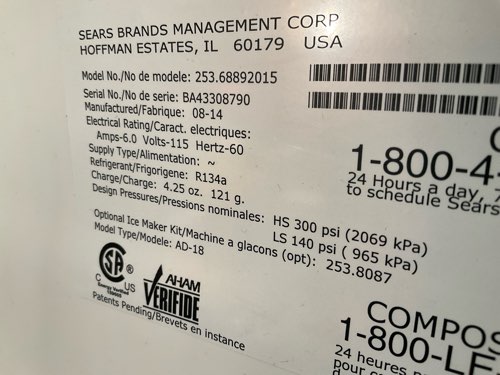 SEARS BRANDS MANAGEMENT CORP
HOFFMAN ESTATES, IL 60179 USA
Model No./No de modele: 253.68892015
Serial No./No de série: BA43308790
Manufactured/Fabrique: 08-14
Electrical Rating/Caract. electriques:
Amps-6.0 Volts-115 Hertz-60
Supply Type/Alimentation: ~
Refrigerant/Frigorigene: R134a
Charge/Charge: 4.25 oz. 121 g.
Design Pressures/Pressions nominales: HS 300 psi (2069 kPa)
LS 140 psi ( 965 kPa)
Optional Ice Maker Kit/Machine a glacons (opt): 253.8087
Model Type/Modele: AD-18
CSA ®
C US
Energy Verified
AHAM
VERIFIDE
Patents Pending/Brevets en instance
1-800-4
24 Hours a day, 7
to schedule Sears
COMPOS
1-800-LE
24 heures
pour